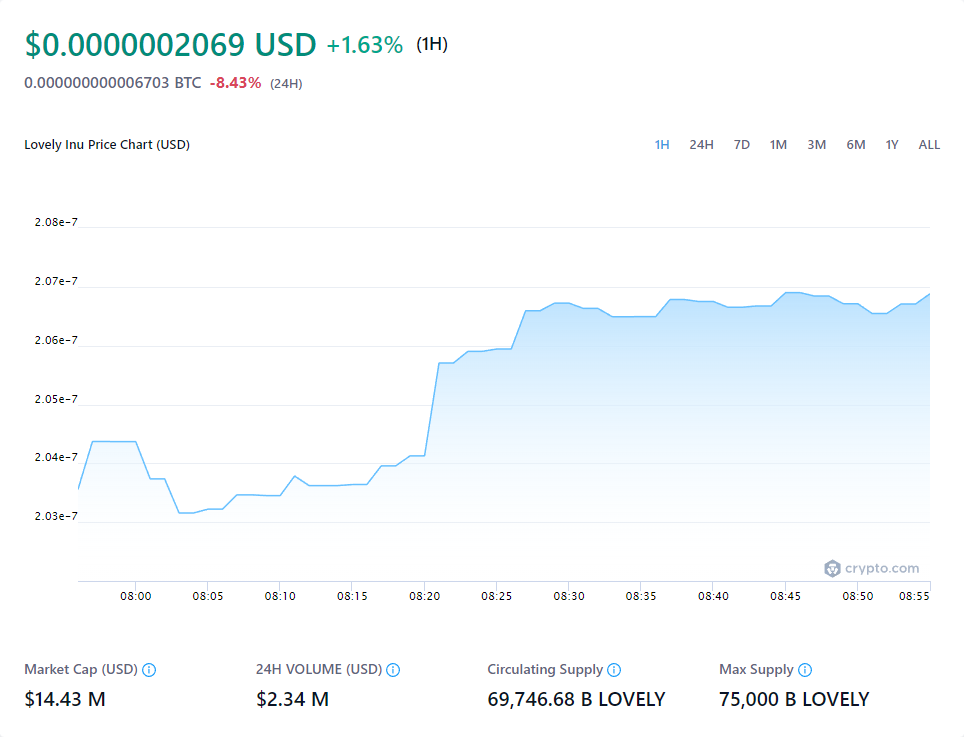 $0.0000002069 USD +1.63% (1H)
0.000000000006703 BTC -8.43% (24H)
Lovely Inu Price Chart (USD) 1H 24H 7D 1M 3M 6M 1Y ALL
2.08e-7
2.07e-7
2.06e-7
2.05e-7
2.04e-7
2.03e-7
crypto.com
08:00 08:05 08:10 08:15 08:20 08:25 08:30 08:35 08:40 08:45 08:50 08:55
Market Cap (USD) 24H VOLUME (USD) Circulating Supply Max Supply
$14.43 M $2.34 M 69,746.68 B LOVELY 75,000 B LOVELY